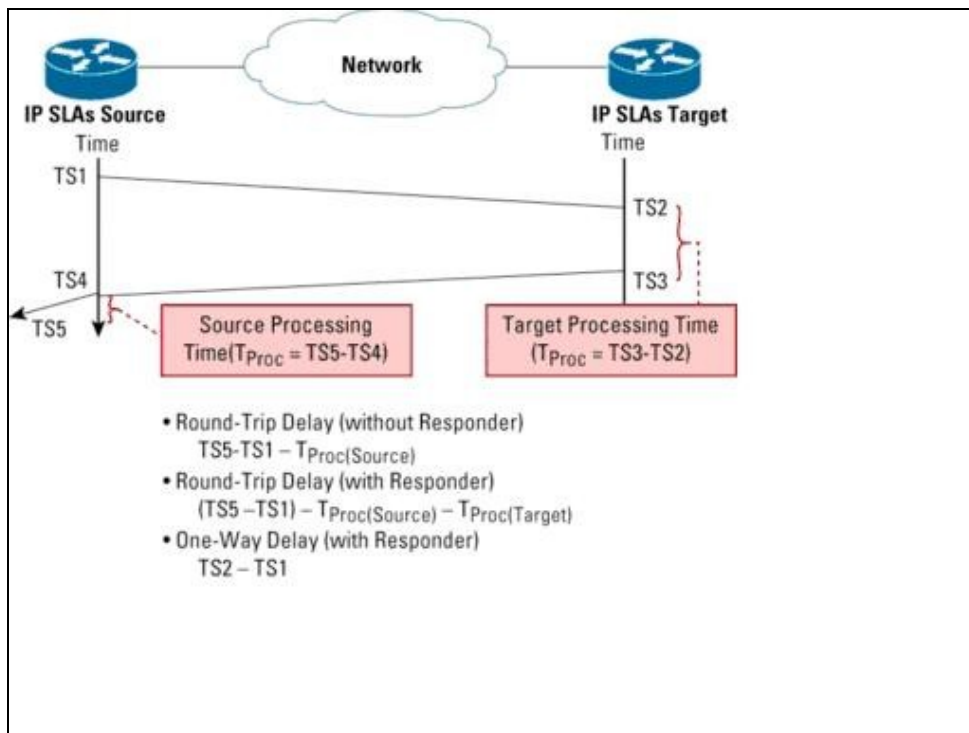 Network
IP SLAs Source
IP SLAs Target
Time
Time
TS1
TS2
TS4
TS3
TS5
Source Processing
Time(TProc = TS5-TS4)
Target Processing Time
(TProc = TS3-TS2)
• Round-Trip Delay (without Responder)
TS5-TS1 – TProc(Source)
• Round-Trip Delay (with Responder)
(TS5 –TS1) – TProc(Source) – TProc(Target)
• One-Way Delay (with Responder)
TS2 – TS1